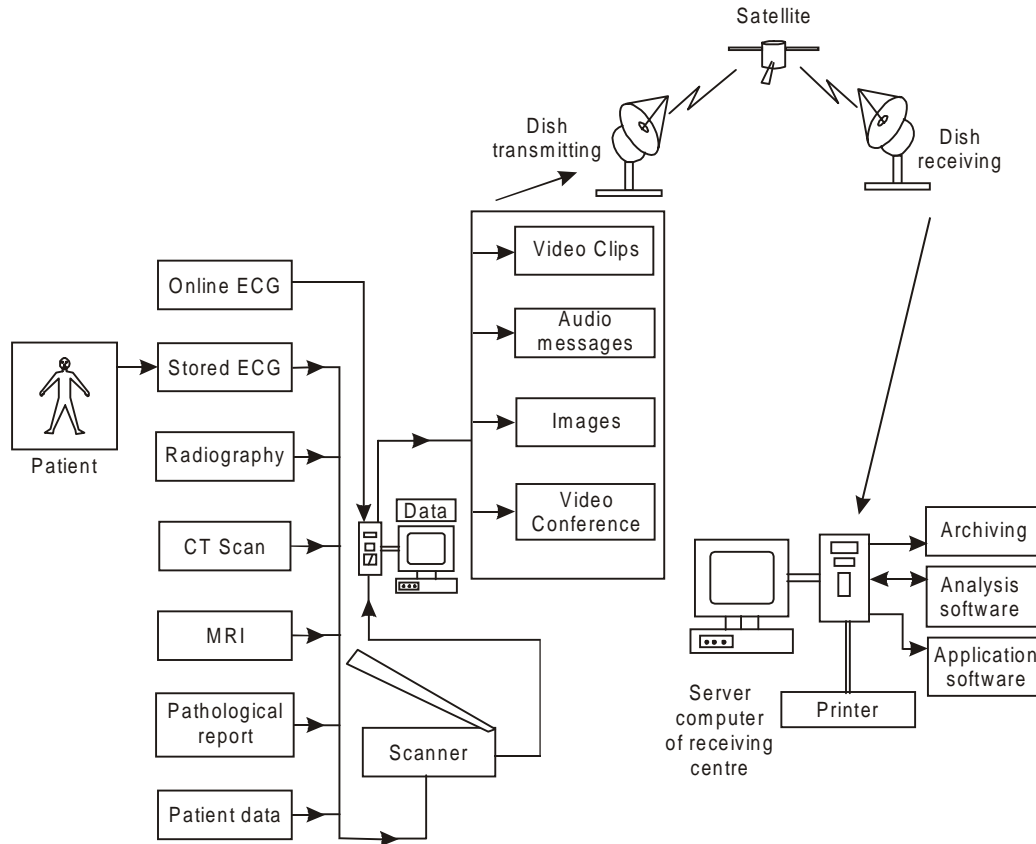 Satellite
Dish
transmitting
Dish
receiving
Video Clips
Audio
messages
Images
Video
Conference
Online ECG
Stored ECG
Patient
Radiography
CT Scan
MRI
Pathological
report
Patient data
Data
Scanner
Server
computer
of receiving
centre
Printer
Archiving
Analysis
software
Application
software